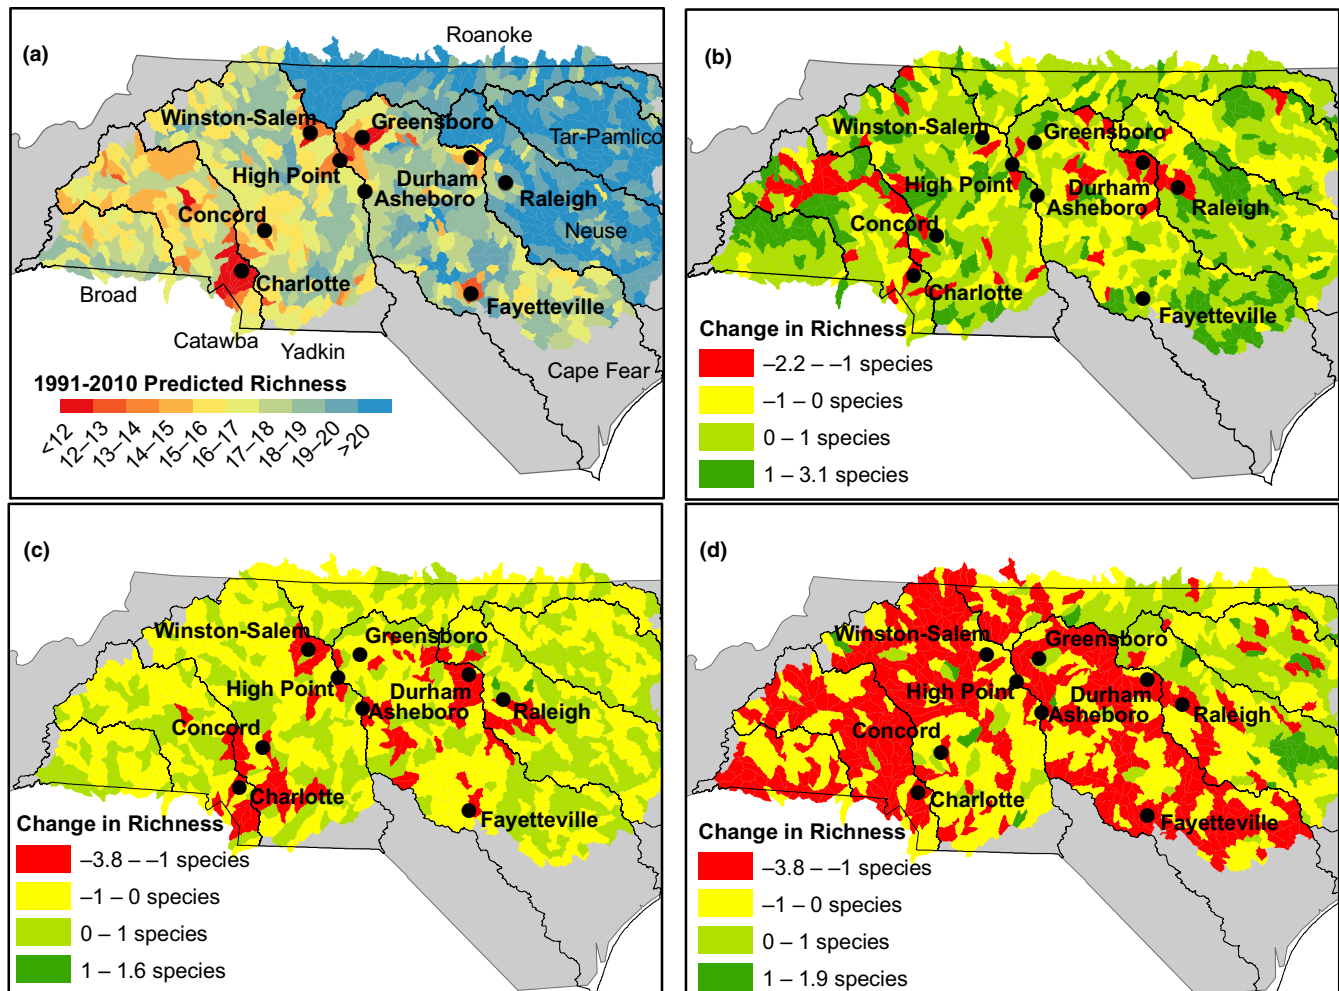 (a)
Roanoke
Winston-Salem
Greensboro
Tar-Pamlico
High Point
Durham
Asheboro
Raleigh
Concord
Neuse
Charlotte
Broad
Fayetteville
Catawba
Yadkin
Cape Fear
1991-2010 Predicted Richness
<12
12–13
13–14
14–15
15–16
16–17
17–18
18–19
19–20
>20
(b)
Winston-Salem
Greensboro
High Point
Durham
Asheboro
Raleigh
Concord
Charlotte
Fayetteville
Change in Richness
–2.2 – –1 species
–1 – 0 species
0 – 1 species
1 – 3.1 species
(c)
Winston-Salem
Greensboro
High Point
Durham
Asheboro
Raleigh
Concord
Charlotte
Fayetteville
Change in Richness
–3.8 – –1 species
–1 – 0 species
0 – 1 species
1 – 1.6 species
(d)
Winston-Salem
Greensboro
High Point
Durham
Asheboro
Raleigh
Concord
Charlotte
Fayetteville
Change in Richness
–3.8 – –1 species
–1 – 0 species
0 – 1 species
1 – 1.9 species